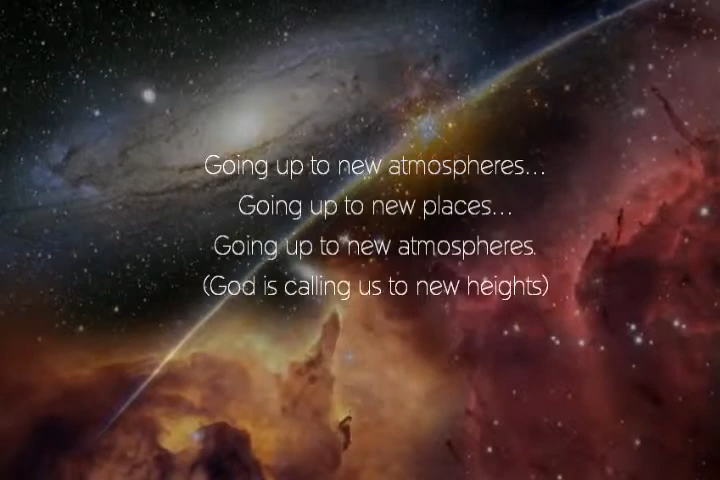 Going up to new atmospheres...
Going up to new places...
Going up to new atmospheres.
(God is calling us to new heights)